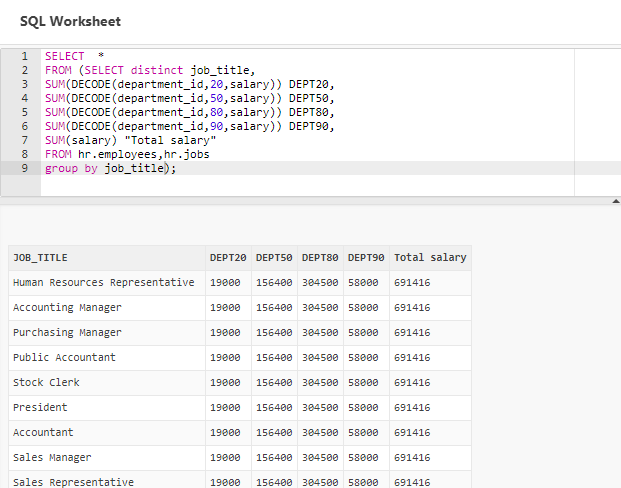 SQL Worksheet
1 SELECT *
2 FROM (SELECT distinct job_title,
3 SUM(DECODE(department_id,20,salary)) DEPT20,
4 SUM(DECODE(department_id,50,salary)) DEPT50,
5 SUM(DECODE(department_id,80,salary)) DEPT80,
6 SUM(DECODE(department_id,90,salary)) DEPT90,
7 SUM(salary) "Total salary"
8 FROM hr.employees,hr.jobs
9 group by job_title);
JOB_TITLE DEPT20 DEPT50 DEPT80 DEPT90 Total salary
Human Resources Representative 19000 156400 304500 58000 691416
Accounting Manager 19000 156400 304500 58000 691416
Purchasing Manager 19000 156400 304500 58000 691416
Public Accountant 19000 156400 304500 58000 691416
Stock Clerk 19000 156400 304500 58000 691416
President 19000 156400 304500 58000 691416
Accountant 19000 156400 304500 58000 691416
Sales Manager 19000 156400 304500 58000 691416
Sales Representative 19000 156400 304500 58000 691416